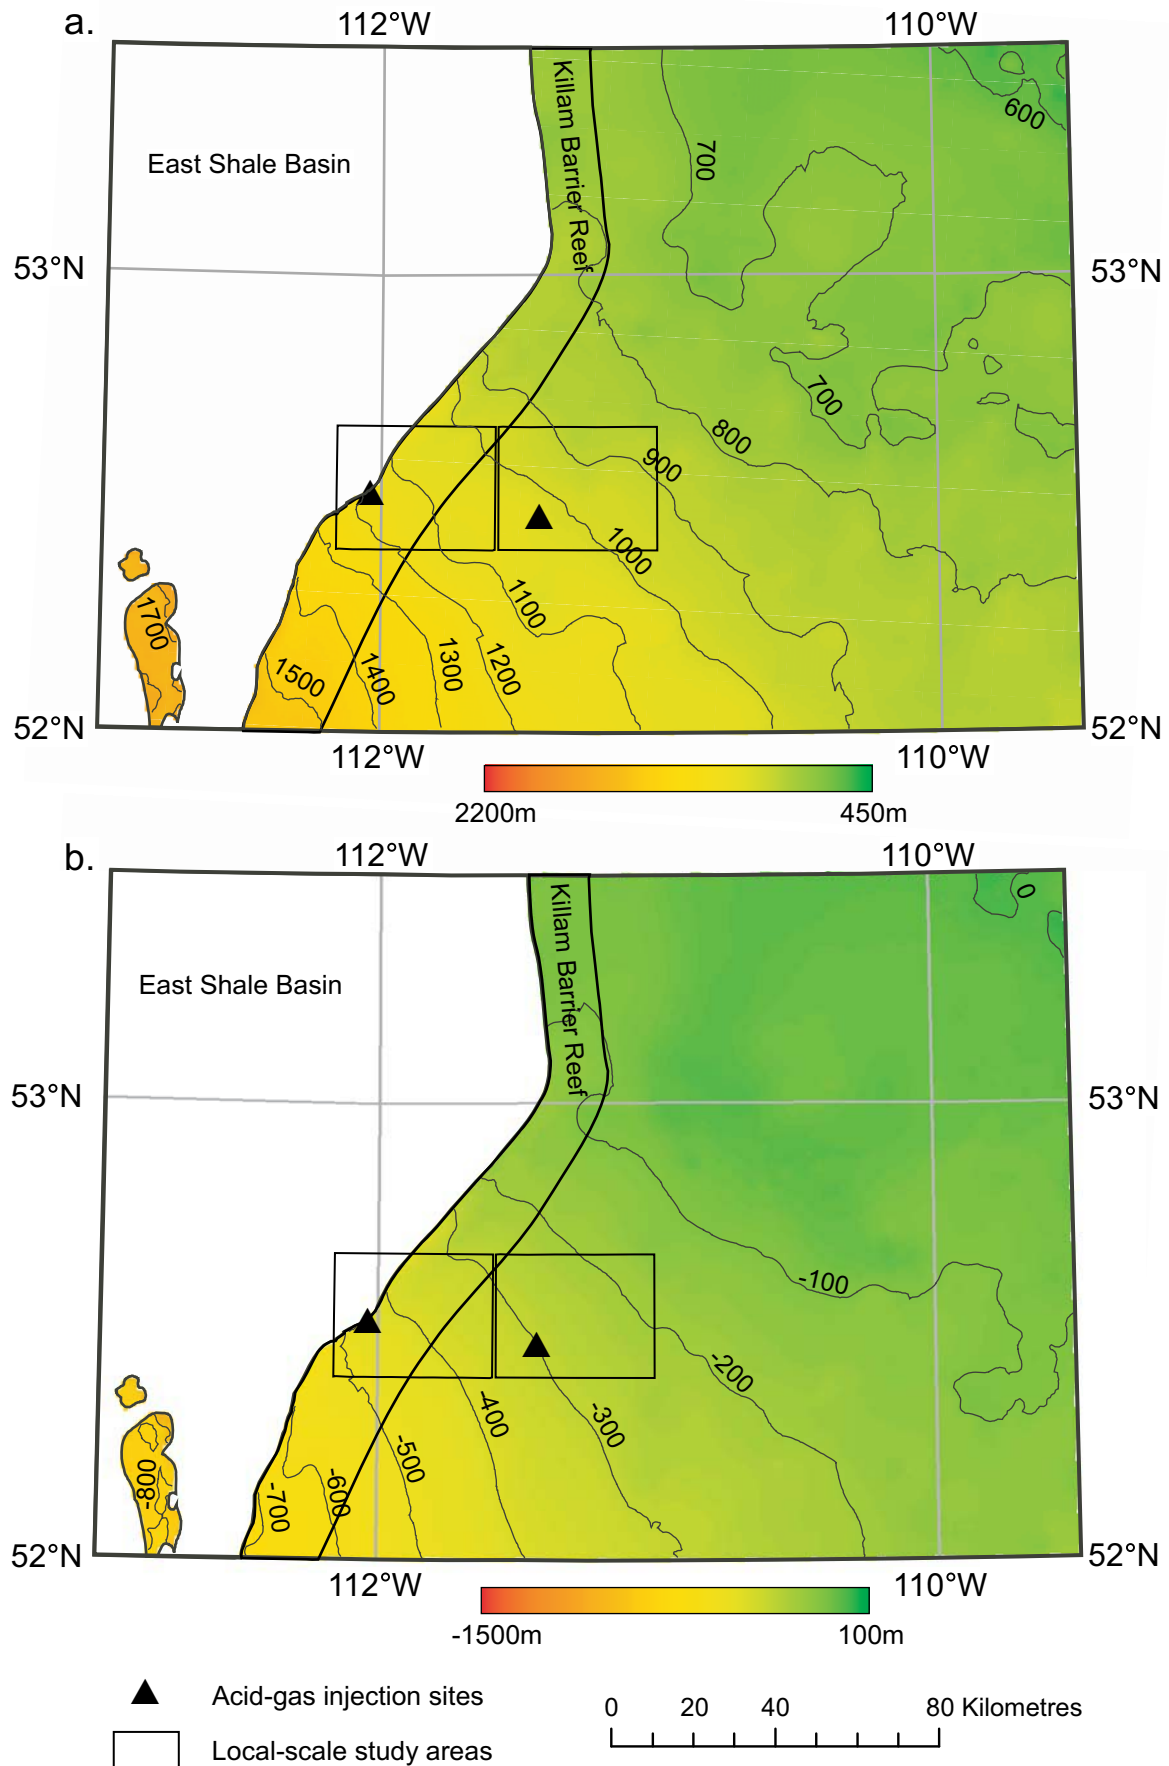 a.
112°W
110°W
Killam Barrier Reef
600
700
East Shale Basin
53°N
53°N
700
800
900
1000
1100
1700
1300
1200
1400
1500
52°N
52°N
112°W
110°W
2200m
450m
b.
112°W
110°W
Killam Barrier Reef
0
East Shale Basin
53°N
53°N
-100
-200
-400
-300
-500
-800
-600
-700
52°N
52°N
112°W
110°W
-1500m
100m
Acid-gas injection sites
0 20 40 80 Kilometres
Local-scale study areas